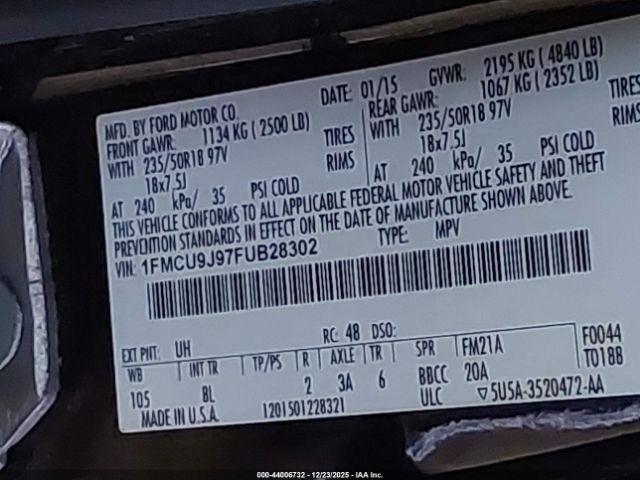 MFD. BY FORD MOTOR CO. DATE: 01/15 GVWR: 2195 KG ( 4840 LB)
FRONT GAWR: 1134 KG ( 2500 LB) REAR GAWR: 1067 KG ( 2352 LB)
WITH 235/50R18 97V TIRES WITH 235/50R18 97V TIRES
18x7.5J RIMS 18x7.5J RIMS
AT 240 kPa/ 35 PSI COLD AT 240 kPa/ 35 PSI COLD
THIS VEHICLE CONFORMS TO ALL APPLICABLE FEDERAL MOTOR VEHICLE SAFETY AND THEFT
PREVENTION STANDARDS IN EFFECT ON THE DATE OF MANUFACTURE SHOWN ABOVE.
VIN: 1FMCU9J97FUB28302 TYPE: MPV
EXT PNT: UH RC: 48 DSO:
WB INT TR TP/PS R AXLE TR SPR FM21A F0044
105 8L 2 3A 6 BBCC 20A T0188
MADE IN U.S.A. 1201501228321 ULC ▽5U5A-3520472-AA
000-44006732 - 12/23/2025 - IAA Inc.